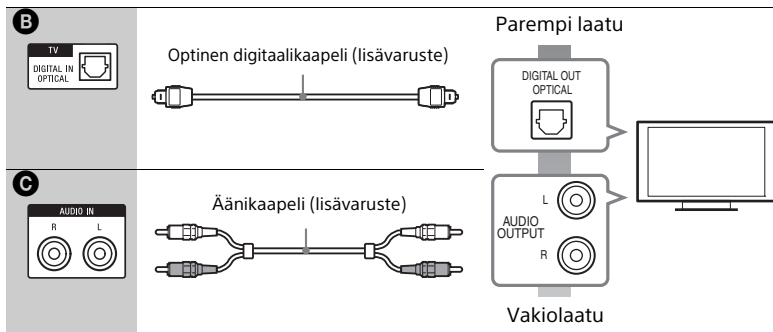 B
Parempi laatu
TV
DIGITAL IN
OPTICAL
Optinen digitaalikaapeli (lisävaruste)
DIGITAL OUT
OPTICAL
C
AUDIO IN
R L
Äänikaapeli (lisävaruste)
L
AUDIO
OUTPUT
R
Vakiolaatu